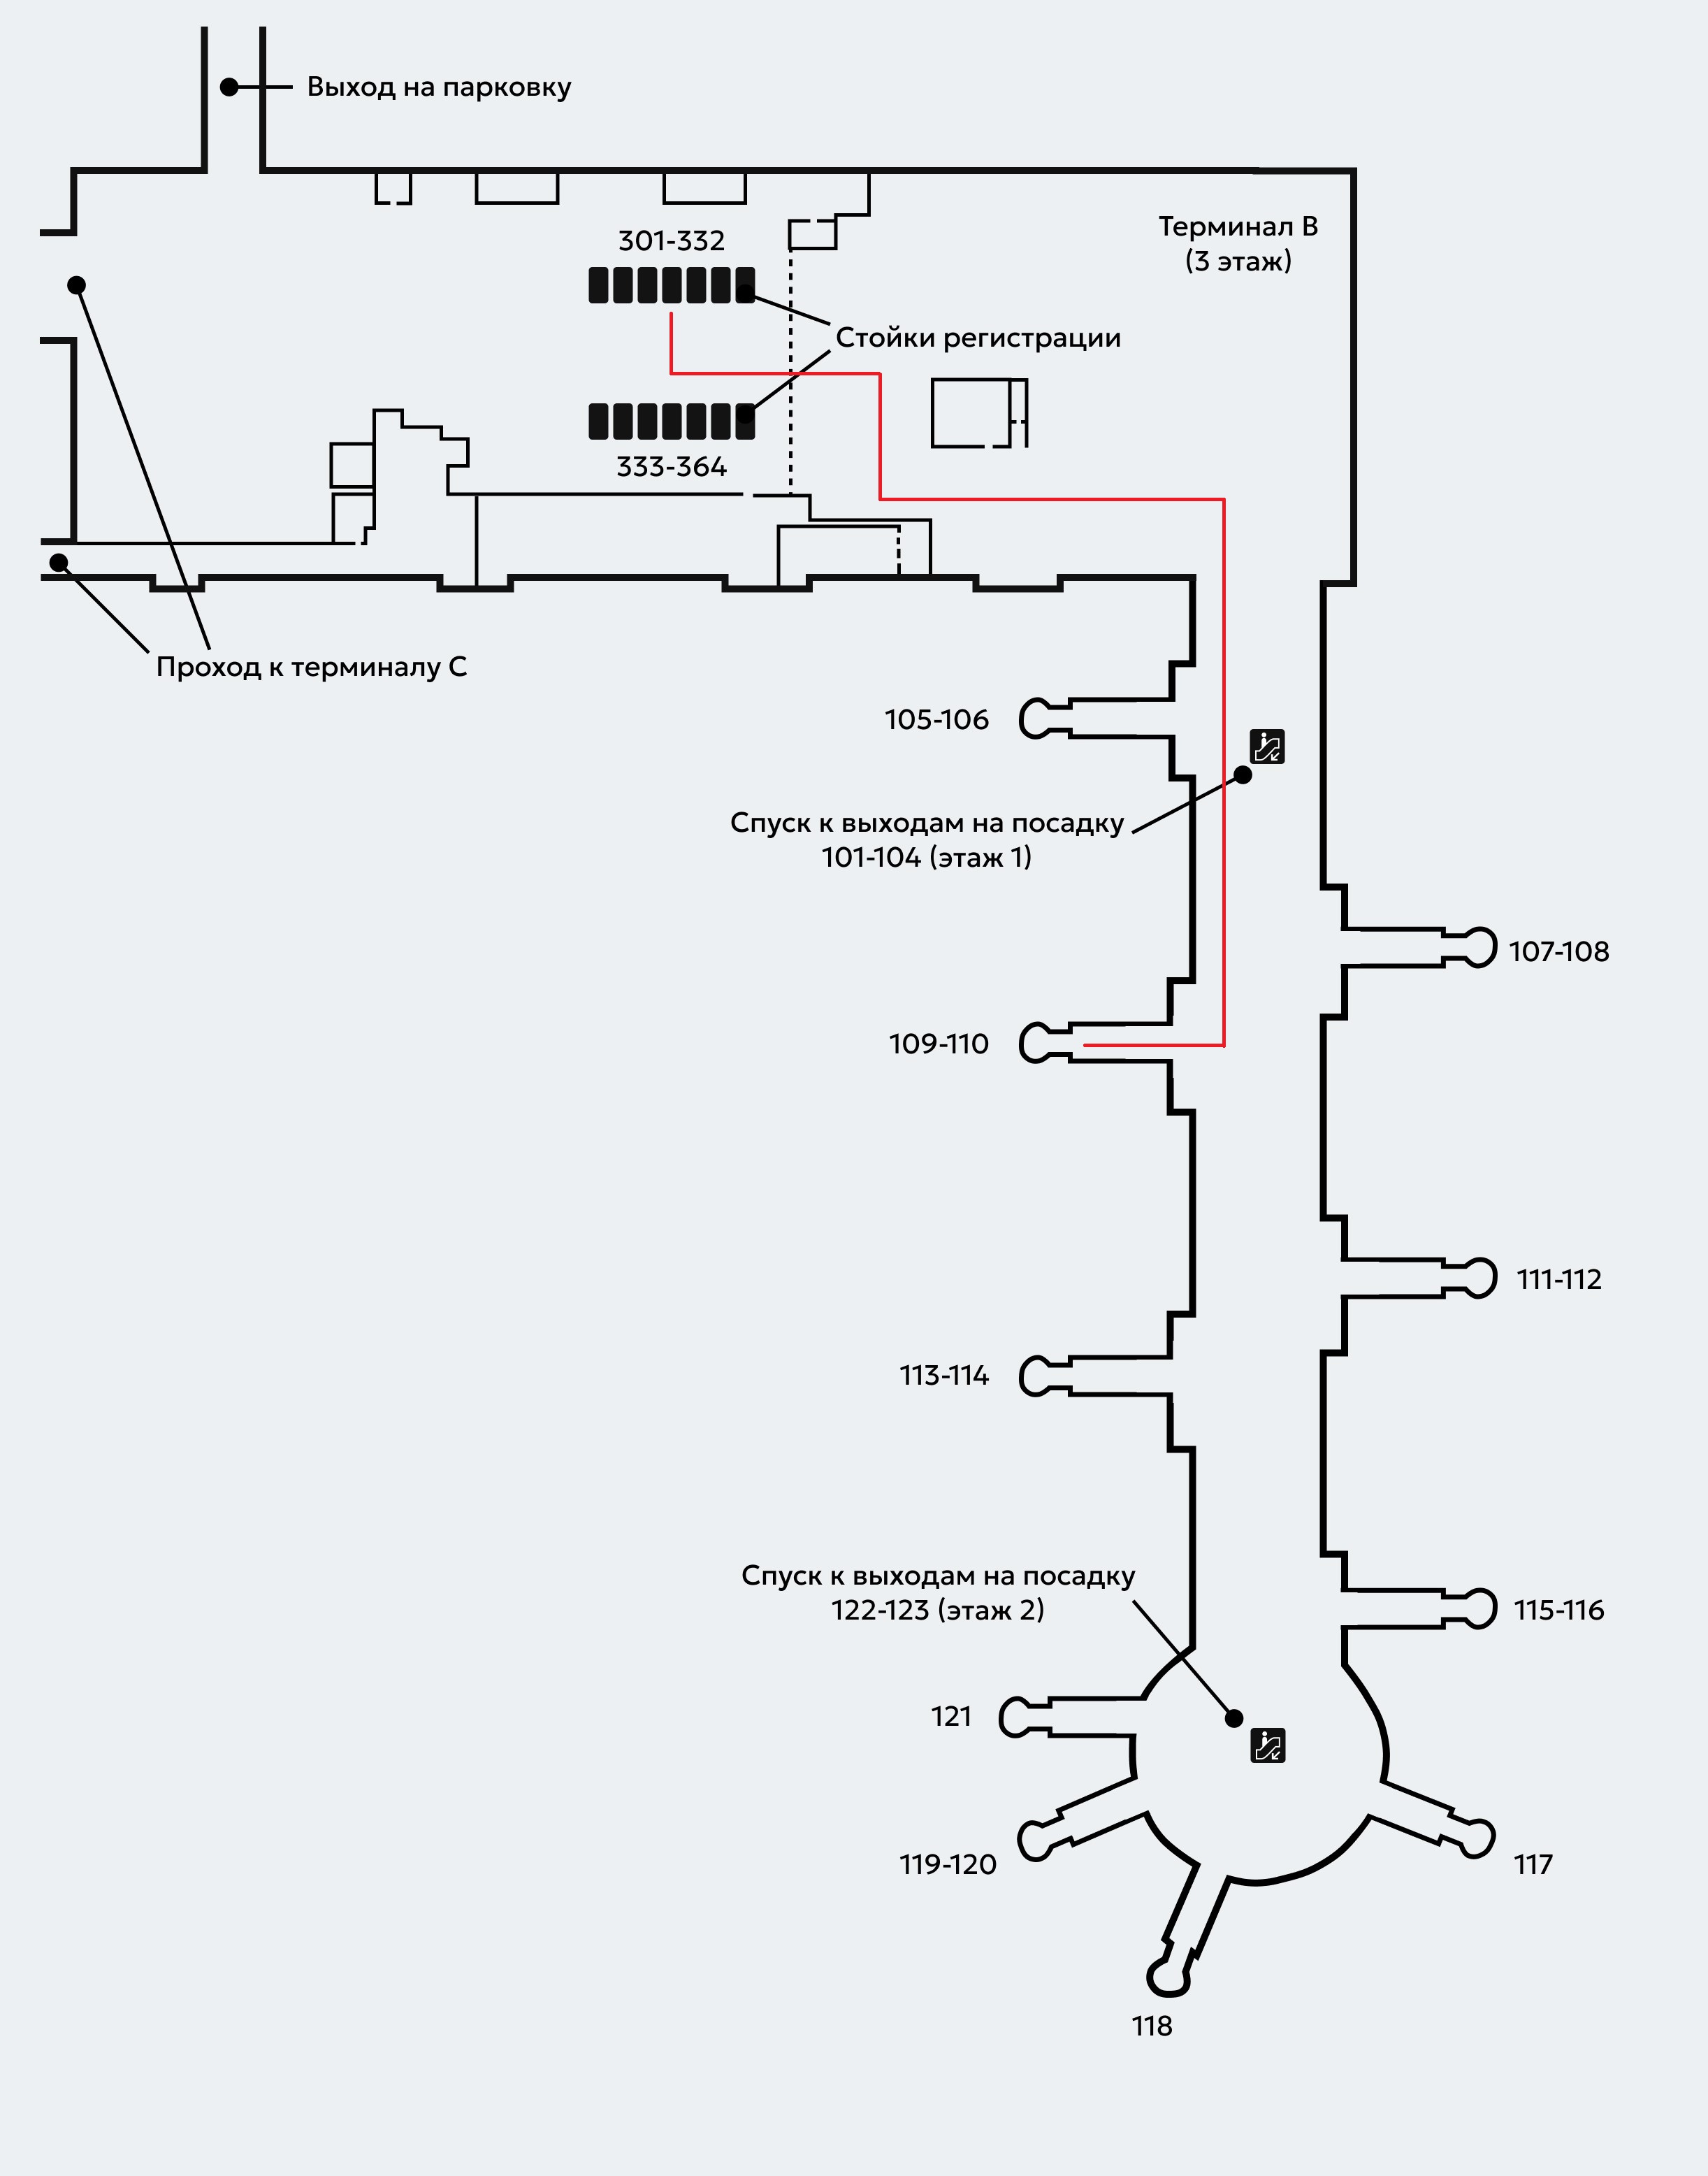 Выход на парковку
Терминал B
(3 этаж)
301-332
Стойки регистрации
333-364
Проход к терминалу C
105-106
Спуск к выходам на посадку
101-104 (этаж 1)
107-108
109-110
111-112
113-114
Спуск к выходам на посадку
122-123 (этаж 2)
115-116
121
119-120
117
118